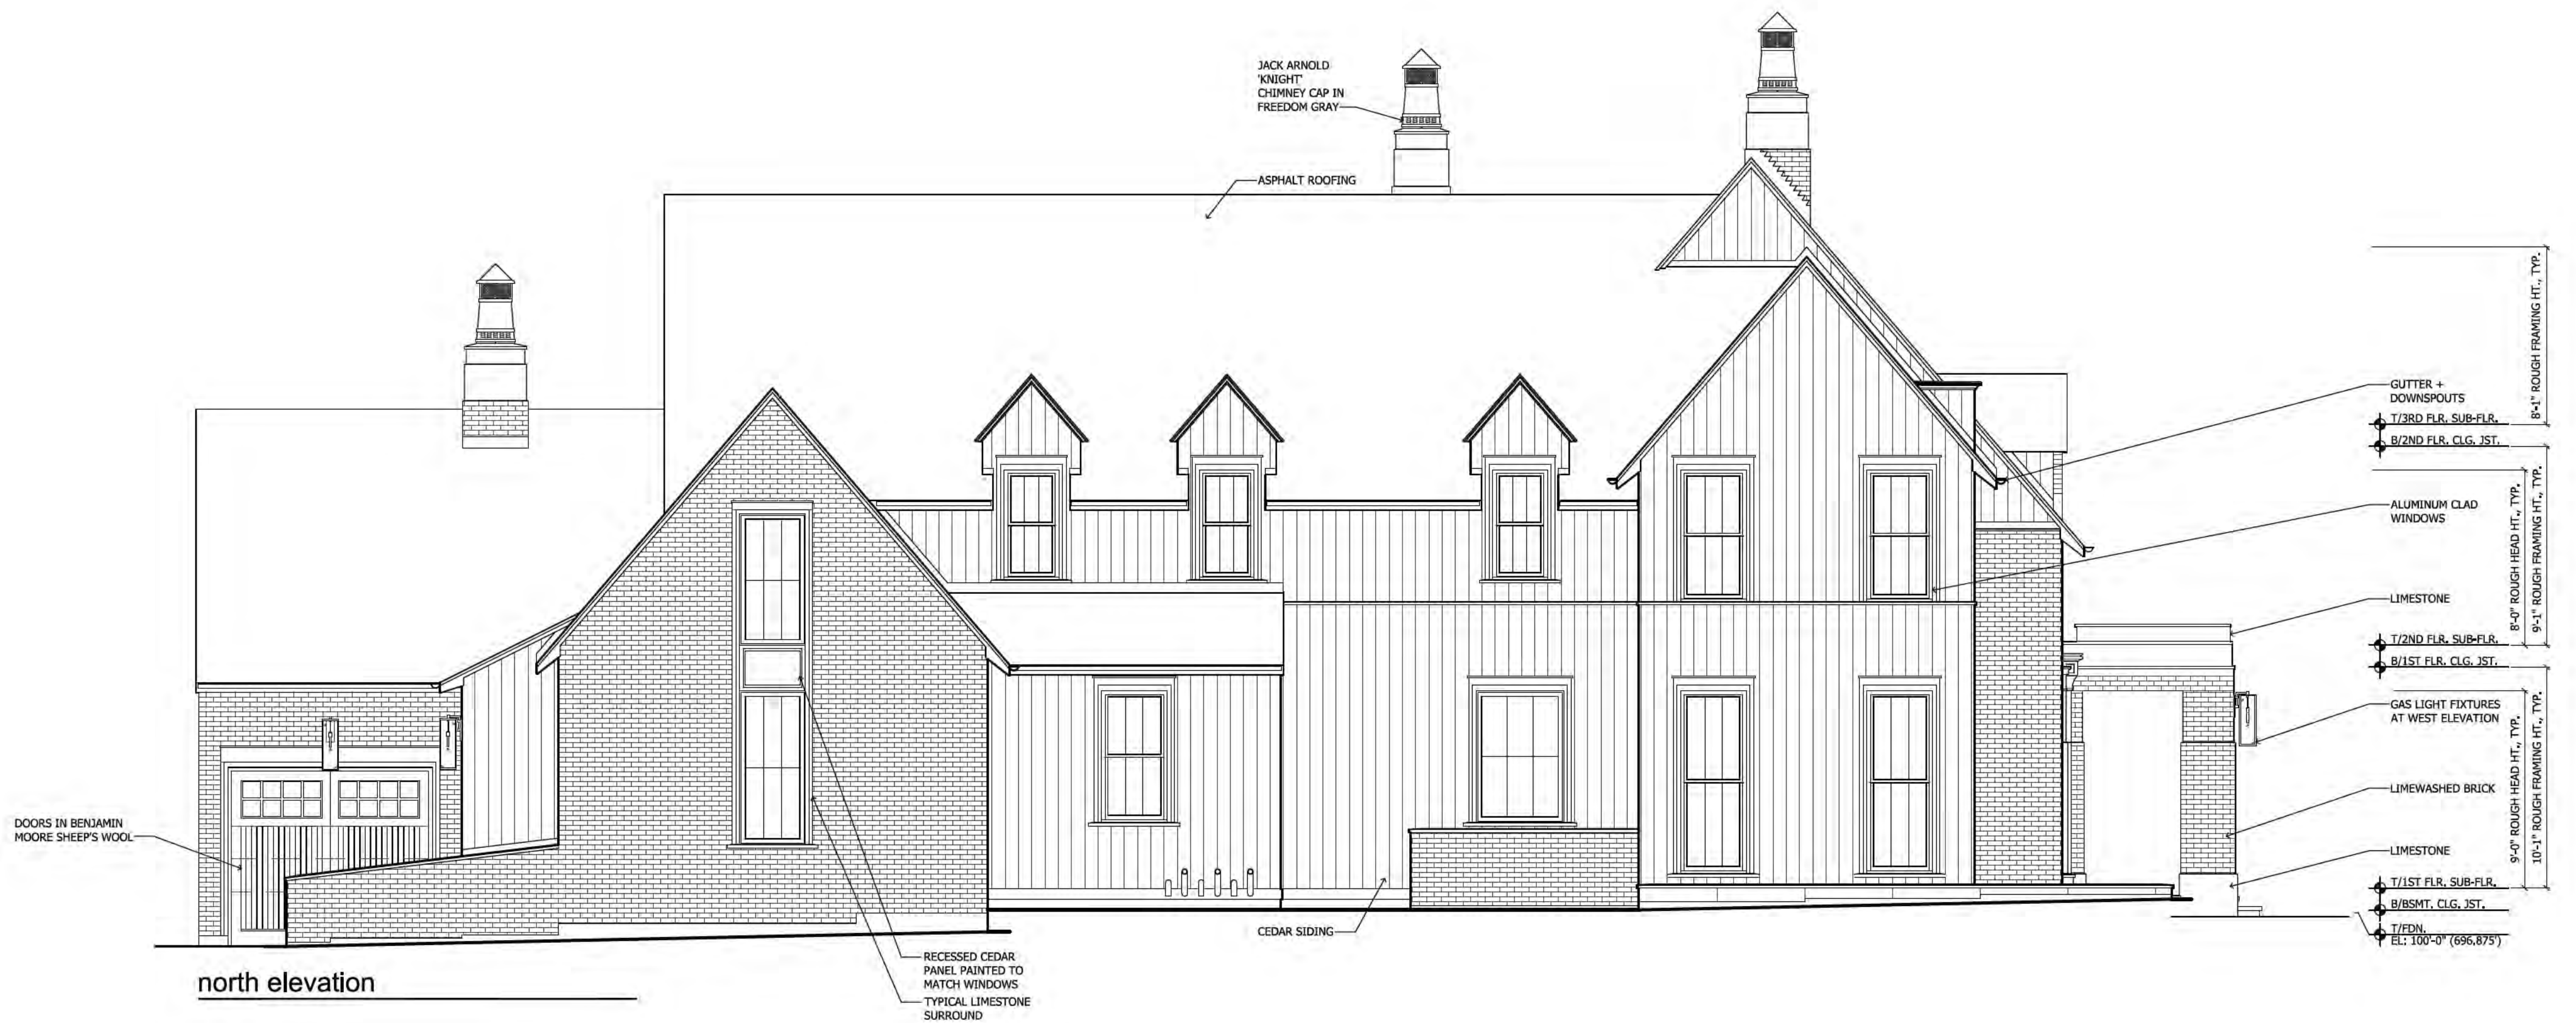 JACK ARNOLD
'KNIGHT'
CHIMNEY CAP IN
FREEDOM GRAY
ASPHALT ROOFING
8'-1" ROUGH FRAMING HT., TYP.
GUTTER +
DOWNSPOUTS
T/3RD FLR. SUB-FLR.
B/2ND FLR. CLG. JST.
8'-0" ROUGH HEAD HT., TYP.
9'-1" ROUGH FRAMING HT., TYP.
ALUMINUM CLAD
WINDOWS
LIMESTONE
T/2ND FLR. SUB-FLR.
B/1ST FLR. CLG. JST.
GAS LIGHT FIXTURES
AT WEST ELEVATION
9'-0" ROUGH HEAD HT., TYP.
10'-1" ROUGH FRAMING HT., TYP.
LIMEWASHED BRICK
LIMESTONE
T/1ST FLR. SUB-FLR.
B/BSMT. CLG. JST.
T/FDN.
EL: 100'-0" (696.875')
DOORS IN BENJAMIN
MOORE SHEEP'S WOOL
CEDAR SIDING
RECESSED CEDAR
PANEL PAINTED TO
MATCH WINDOWS
TYPICAL LIMESTONE
SURROUND
north elevation